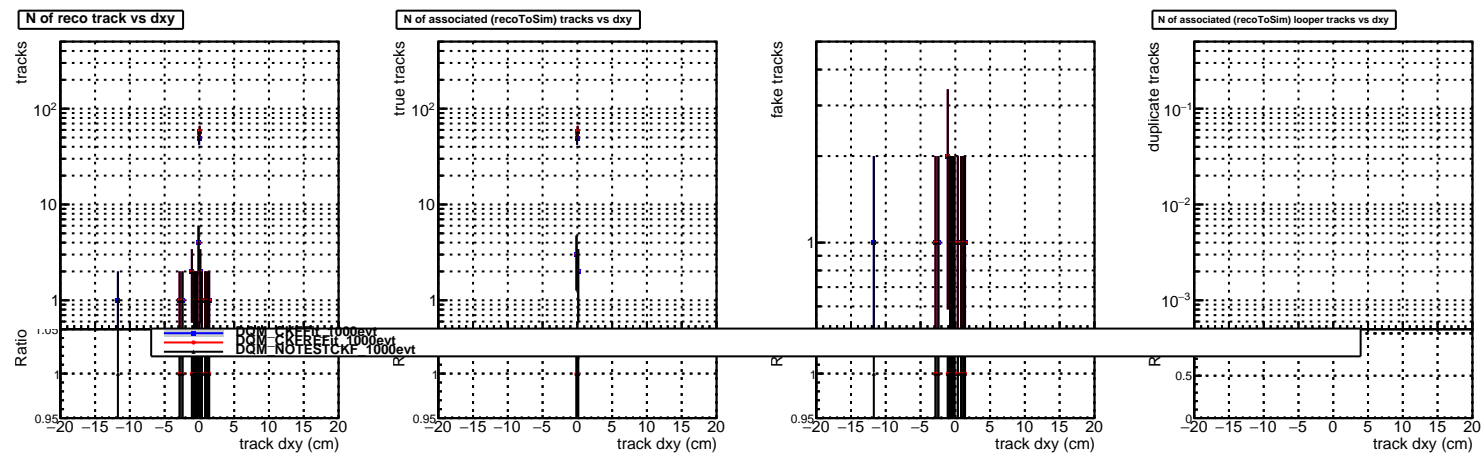 N of reco track vs dxy
tracks
10²
10
1
1.05
Ratio
1
0.95
−20 −15 −10 −5 0 5 10 15 20
track dxy (cm)
N of associated (recoToSim) tracks vs dxy
true tracks
10²
10
1
1
0.95
−20 −15 −10 −5 0 5 10 15 20
track dxy (cm)
fake tracks
1
1
0.95
−20 −15 −10 −5 0 5 10 15 20
track dxy (cm)
N of associated (recoToSim) looper tracks vs dxy
duplicate tracks
10⁻¹
10⁻²
10⁻³
0.5
0
−20 −15 −10 −5 0 5 10 15 20
track dxy (cm)
DQM_CKFFit_1000evt
DQM_CKFREFit_1000evt
DQM_NOTESTCKF_1000evt